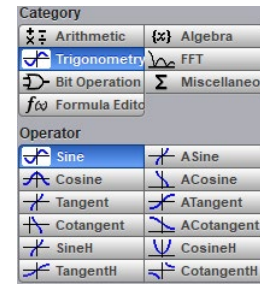 Category
Arithmetic {x} Algebra
Trigonometry FFT
Bit Operation Σ Miscellaneo
f(x) Formula Edito
Operator
Sine ASine
Cosine ACosine
Tangent ATangent
Cotangent ACotangent
SineH CosineH
TangentH CotangentH